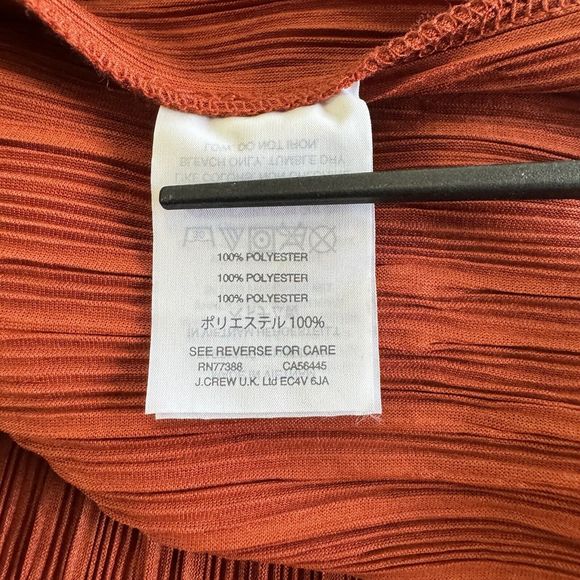 100% POLYESTER
100% POLYESTER
100% POLYESTER
ポリエステル 100%
SEE REVERSE FOR CARE
RN77388 CA56445
J.CREW U.K. Ltd EC4V 6JA